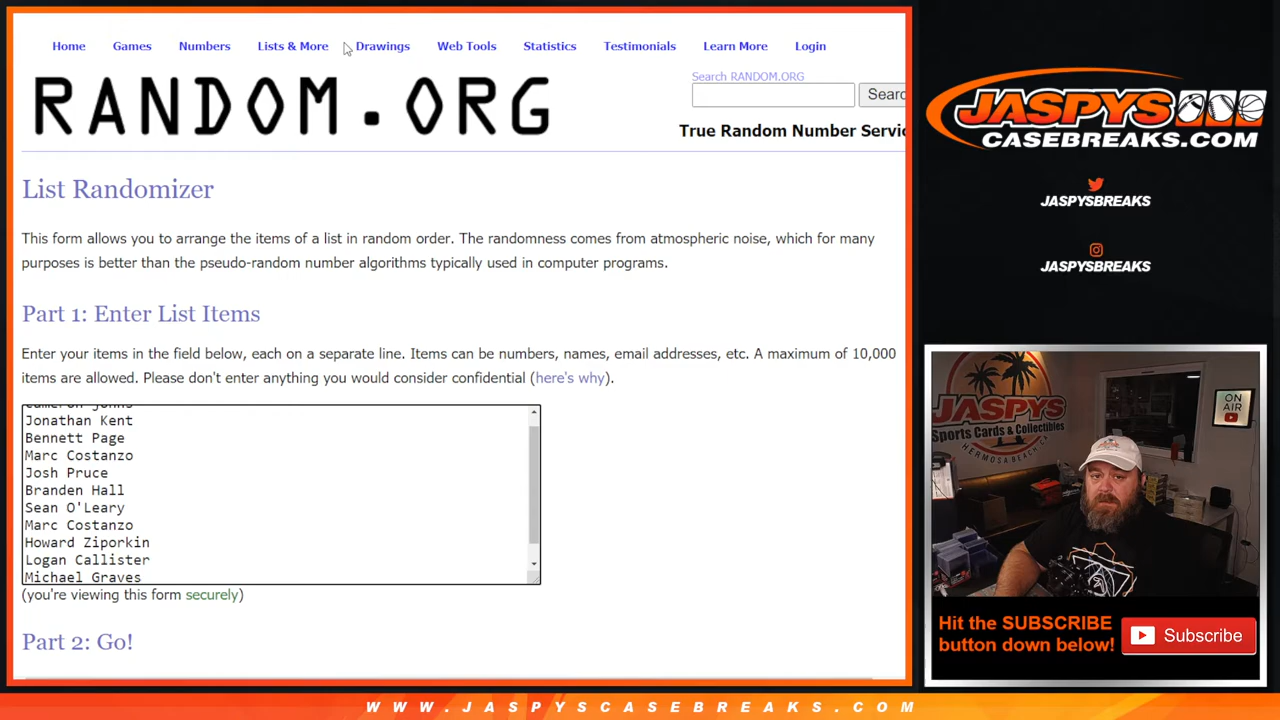 Home Games Numbers Lists & More Drawings Web Tools Statistics Testimonials Learn More Login
RANDOM.ORG
Search RANDOM.ORG
Searc
True Random Number Servic
List Randomizer
This form allows you to arrange the items of a list in random order. The randomness comes from atmospheric noise, which for many
purposes is better than the pseudo-random number algorithms typically used in computer programs.
Part 1: Enter List Items
Enter your items in the field below, each on a separate line. Items can be numbers, names, email addresses, etc. A maximum of 10,000
items are allowed. Please don't enter anything you would consider confidential (here's why).
Cameron Johns
Jonathan Kent
Bennett Page
Marc Costanzo
Josh Pruce
Branden Hall
Sean O'Leary
Marc Costanzo
Howard Ziporkin
Logan Callister
Michael Graves
(you're viewing this form securely)
Part 2: Go!
JASPYS
CASEBREAKS.COM
JASPYSBREAKS
JASPYSBREAKS
JASPYS
Sports Cards & Collectibles
HERMOSA BEACH, CA
ON
AIR
Hit the SUBSCRIBE
button down below!
Subscribe
WWW.JASPYSCASEBREAKS.COM